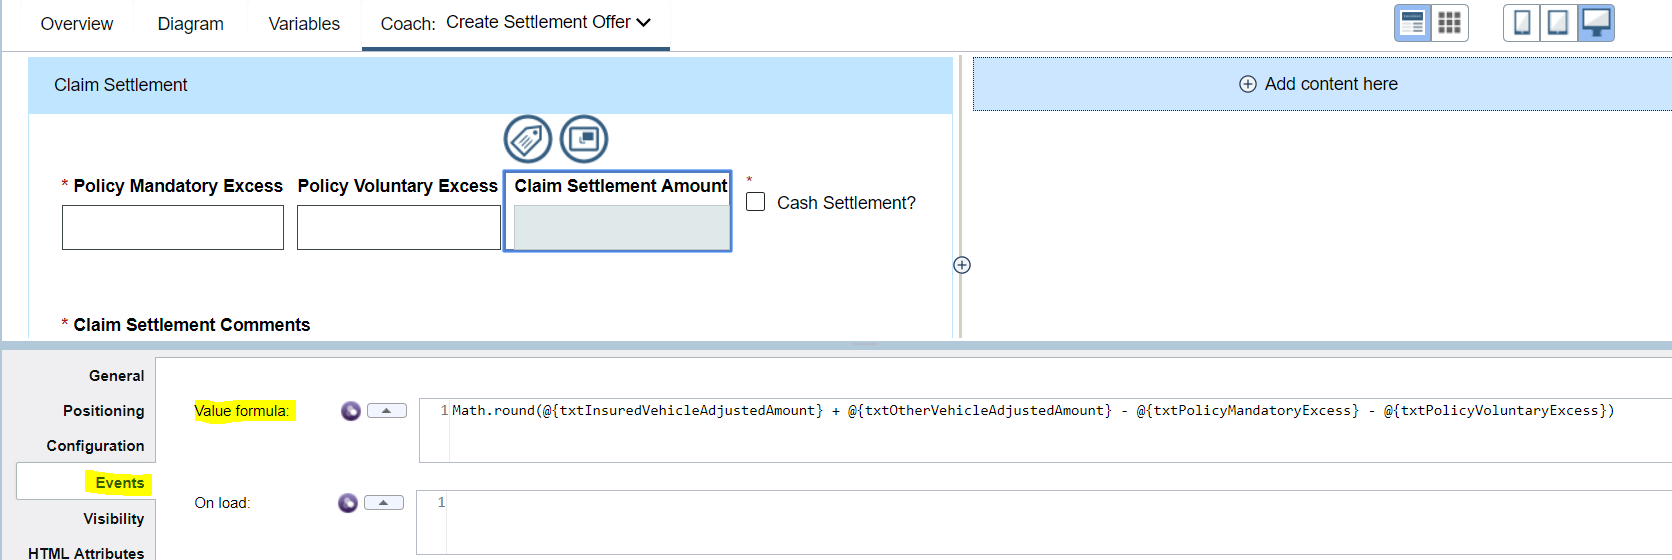 Overview Diagram Variables Coach: Create Settlement Offer
Claim Settlement
Add content here
* Policy Mandatory Excess Policy Voluntary Excess Claim Settlement Amount *
Cash Settlement?
* Claim Settlement Comments
General
Positioning
Configuration
Events
Visibility
HTML Attributes
Value formula:
1 Math.round(@{txtInsuredVehicleAdjustedAmount} + @{txtOtherVehicleAdjustedAmount} - @{txtPolicyMandatoryExcess} - @{txtPolicyVoluntaryExcess})
On load:
1